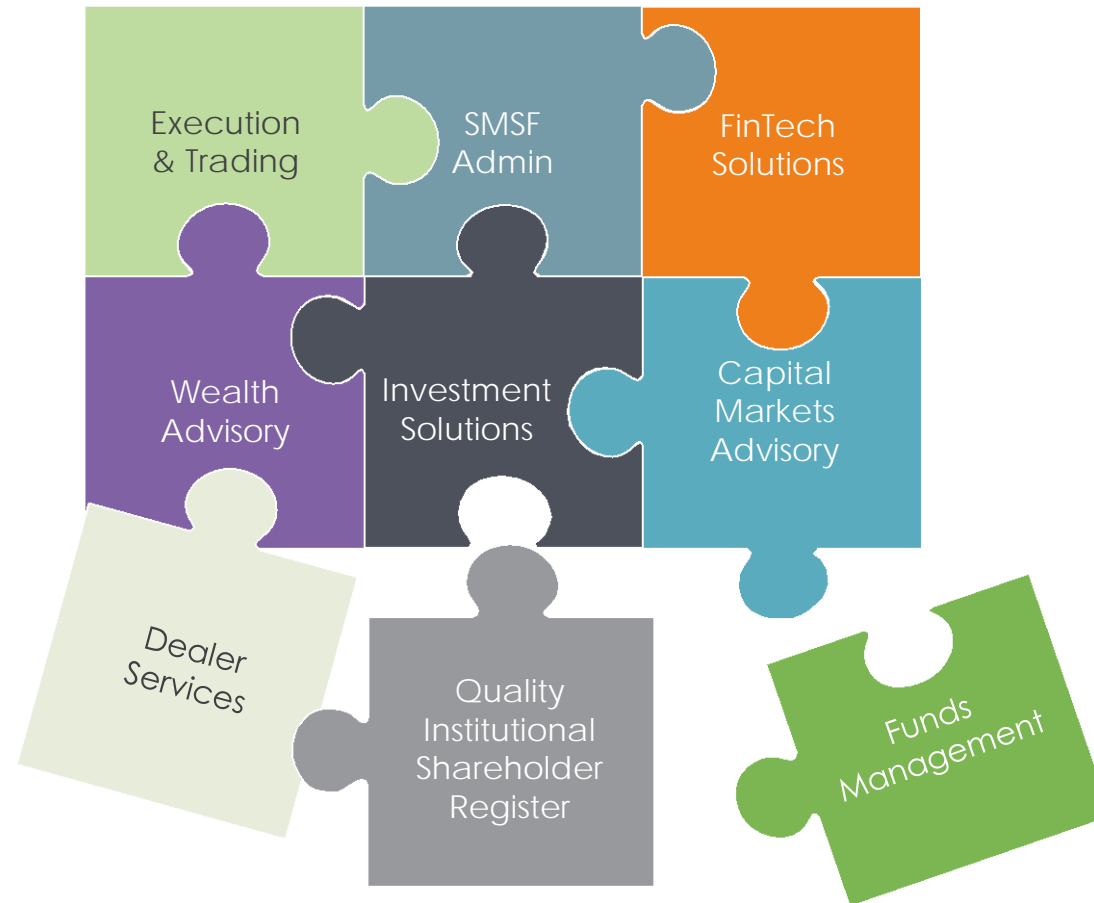 Execution
& Trading
SMSF
Admin
FinTech
Solutions
Wealth
Advisory
Investment
Solutions
Capital
Markets
Advisory
Dealer
Services
Quality
Institutional
Shareholder
Register
Funds
Management